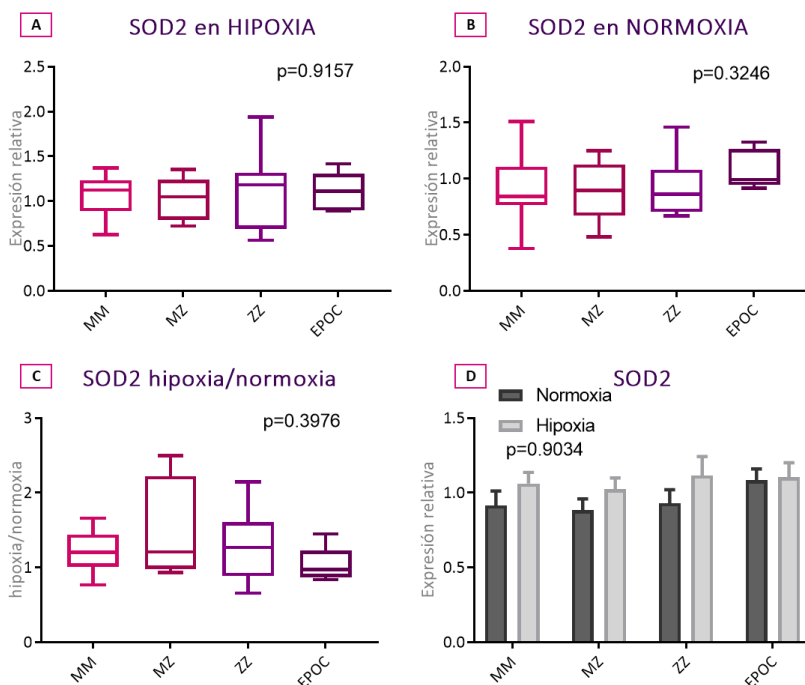 A
SOD2 en HIPOXIA
p=0.9157
Expresión relativa
2.5
2.0
1.5
1.0
0.5
0.0
MM
MZ
ZZ
EPOC
B
SOD2 en NORMOXIA
p=0.3246
Expresión relativa
2.0
1.5
1.0
0.5
0.0
MM
MZ
ZZ
EPOC
C
SOD2 hipoxia/normoxia
p=0.3976
hipoxia/normoxia
3
2
1
0
MM
MZ
ZZ
EPOC
D
SOD2
Normoxia
Hipoxia
p=0.9034
Expresión relativa
1.5
1.0
0.5
0.0
MM
MZ
ZZ
EPOC